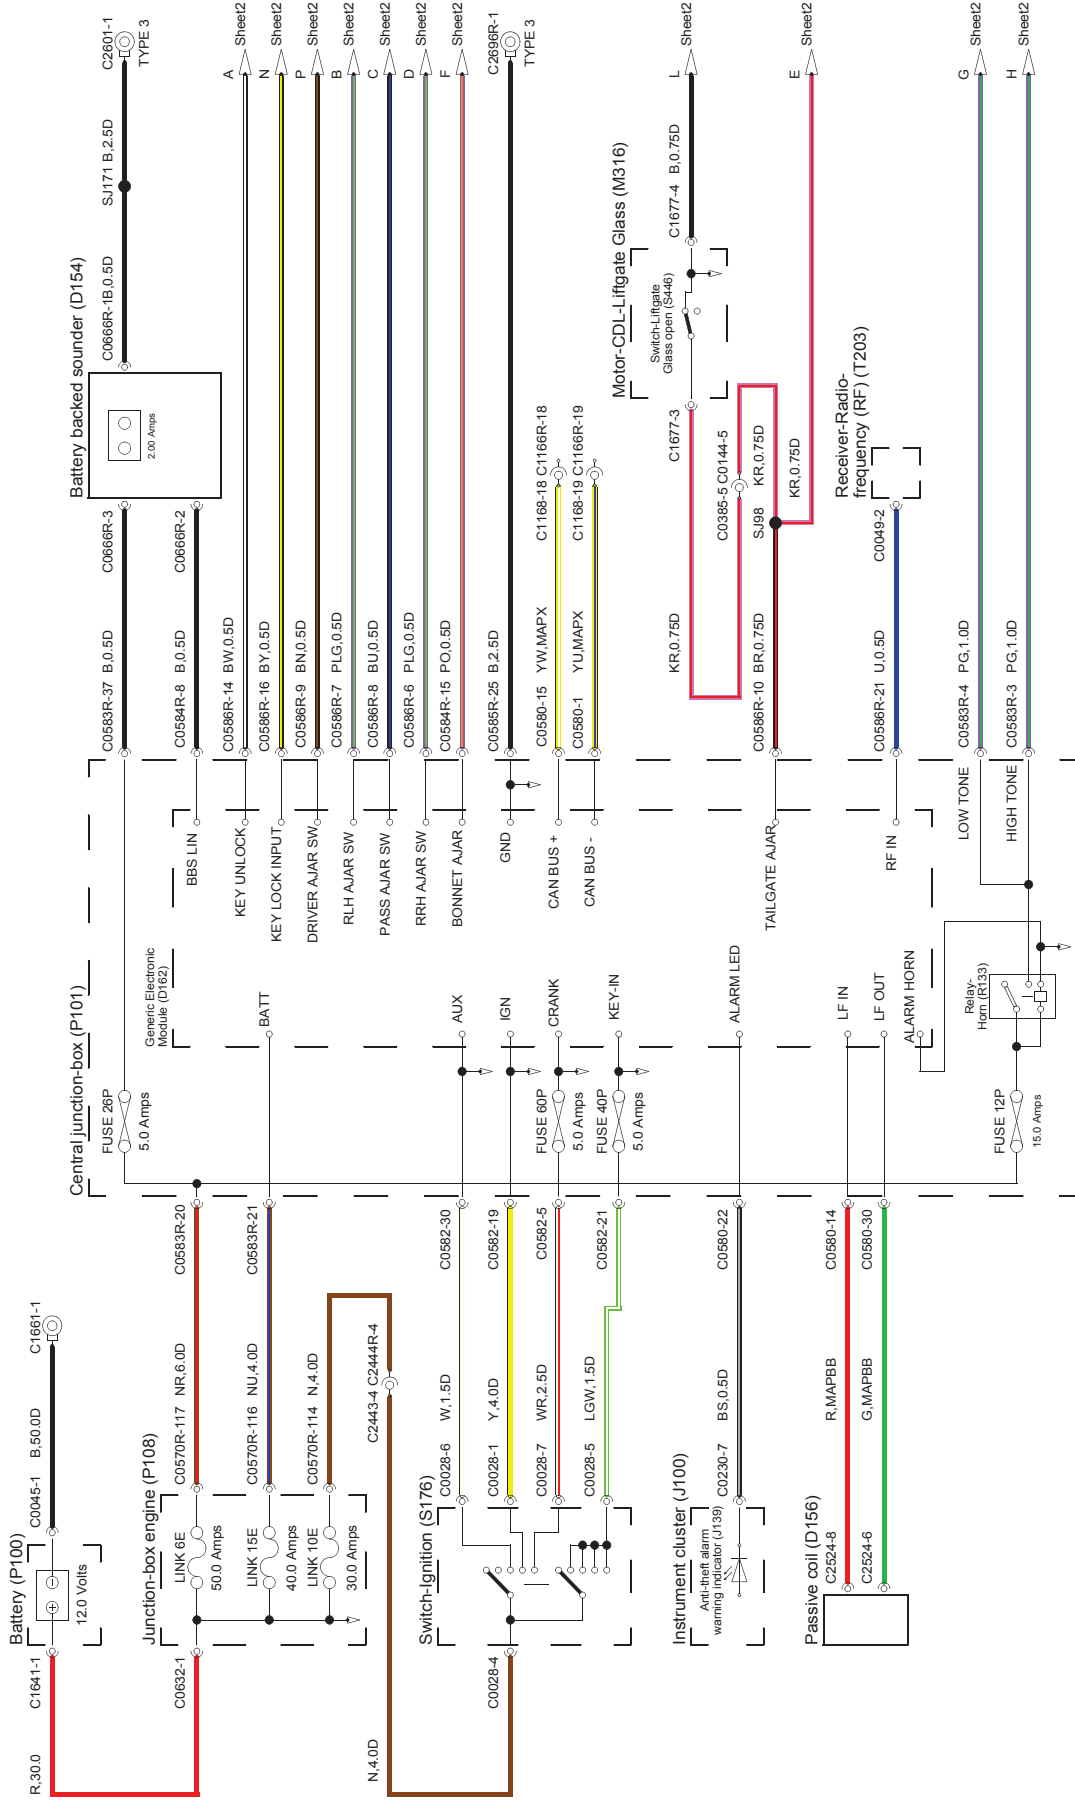 Battery (P100)
12.0 Volts
C1641-1
R,30.0
C0045-1
B,50.0D
C1661-1
Junction-box engine (P108)
C0632-1
LINK 6E
50.0 Amps
LINK 15E
40.0 Amps
LINK 10E
30.0 Amps
C0570R-117
NR,6.0D
C0583R-20
C0570R-116
NU,4.0D
C0583R-21
C0570R-114
N,4.0D
C2443-4
C2444R-4
N,4.0D
Switch-Ignition (S176)
C0028-4
C0028-6
W,1.5D
C0582-30
C0028-1
Y,4.0D
C0582-19
C0028-7
WR,2.5D
C0582-5
C0028-5
LGW,1.5D
C0582-21
Instrument cluster (J100)
Anti-theft alarm
warning indicator (J139)
C0230-7
BS,0.5D
C0580-22
Passive coil (D156)
C2524-8
R,MAPBB
C0580-14
C2524-6
G,MAPBB
C0580-30
Central junction-box (P101)
FUSE 26P
5.0 Amps
Generic Electronic
Module (D162)
BATT
AUX
IGN
CRANK
KEY-IN
FUSE 60P
5.0 Amps
FUSE 40P
5.0 Amps
ALARM LED
LF IN
LF OUT
ALARM HORN
FUSE 12P
15.0 Amps
Relay-
Horn (R133)
BBS LIN
KEY UNLOCK
KEY LOCK INPUT
DRIVER AJAR SW
RLH AJAR SW
PASS AJAR SW
RRH AJAR SW
BONNET AJAR
GND
CAN BUS +
CAN BUS -
TAILGATE AJAR
RF IN
LOW TONE
HIGH TONE
Battery backed sounder (D154)
2.00 Amps
C0583R-37
B,0.5D
C0666R-3
C0584R-8
B,0.5D
C0666R-2
C0666R-1B,0.5D
SJ171
B,2.5D
C2601-1
TYPE 3
C0586R-14
BW,0.5D
A
Sheet2
C0586R-16
BY,0.5D
N
Sheet2
C0586R-9
BN,0.5D
P
Sheet2
C0586R-7
PLG,0.5D
B
Sheet2
C0586R-8
BU,0.5D
C
Sheet2
C0586R-6
PLG,0.5D
D
Sheet2
C0584R-15
PO,0.5D
F
Sheet2
C0585R-25
B,2.5D
C2696R-1
TYPE 3
C0580-15
YW,MAPX
C1168-18
C1166R-18
C0580-1
YU,MAPX
C1168-19
C1166R-19
Motor-CDL-Liftgate Glass (M316)
Switch-Liftgate
Glass open (S446)
C1677-3
KR,0.75D
C1677-4
B,0.75D
L
Sheet2
C0385-5
C0144-5
KR,0.75D
SJ98
KR,0.75D
C0586R-10
BR,0.75D
E
Sheet2
Receiver-Radio-
frequency (RF) (T203)
C0586R-21
U,0.5D
C0049-2
C0583R-4
PG,1.0D
G
Sheet2
C0583R-3
PG,1.0D
H
Sheet2